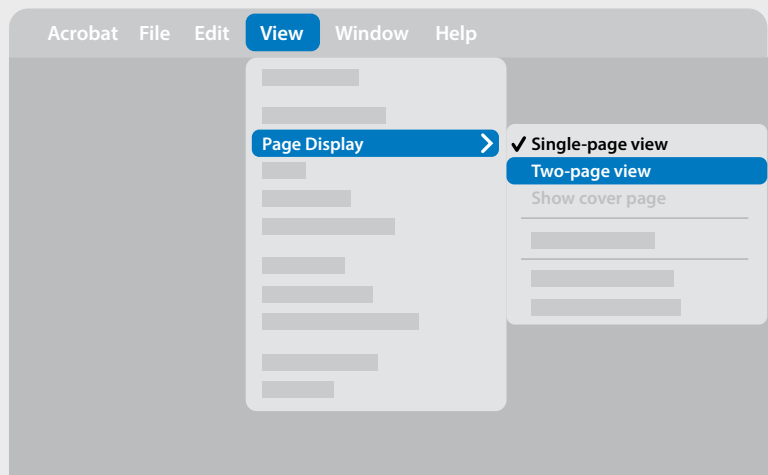 Acrobat File Edit View Window Help
Page Display
Single-page view
Two-page view
Show cover page